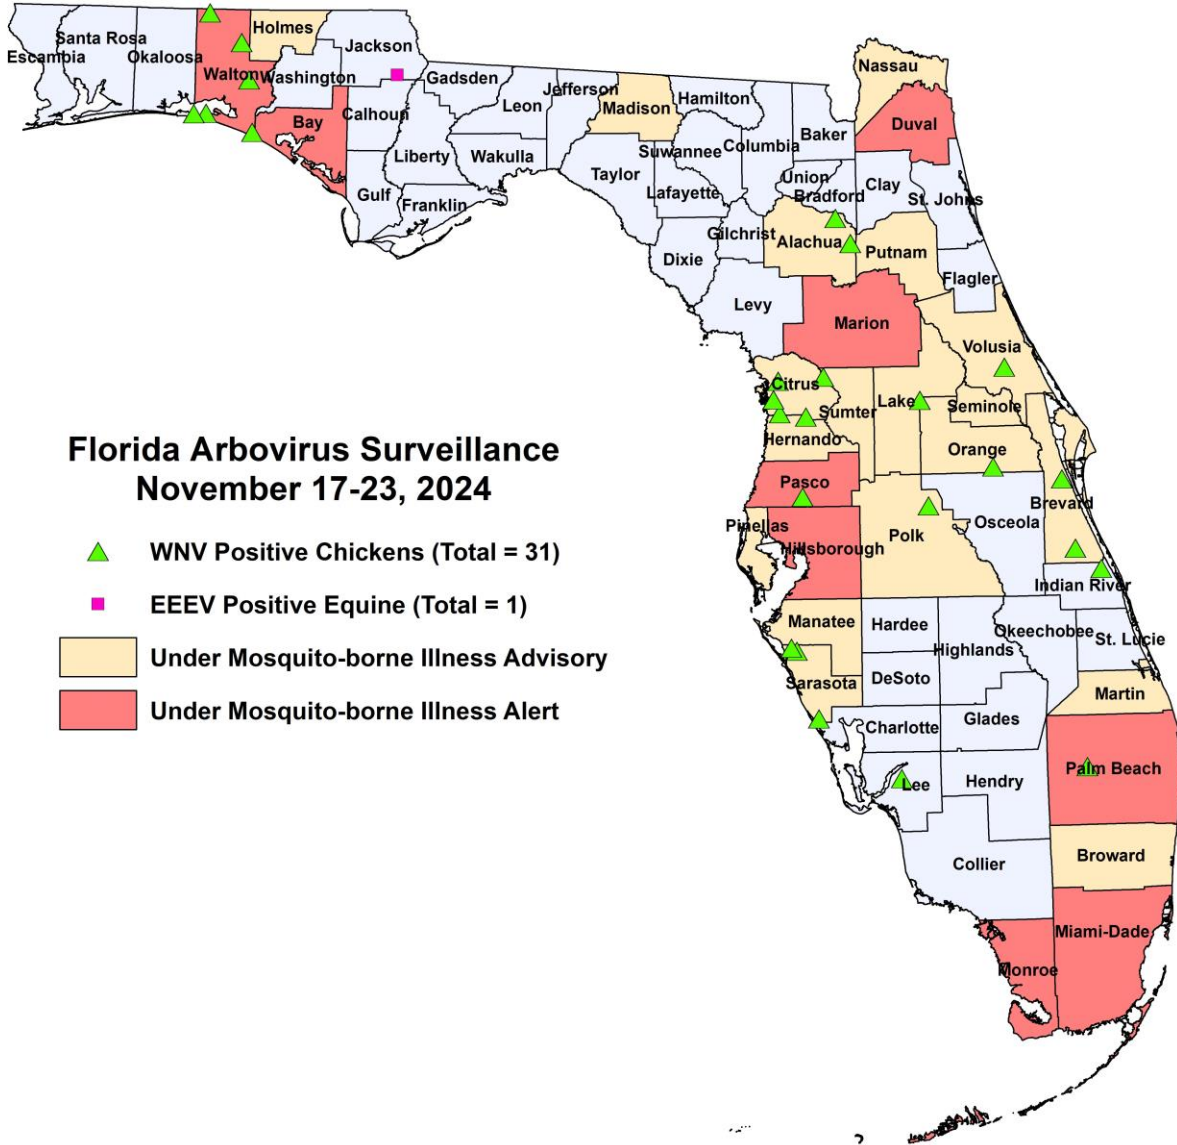 Florida Arbovirus Surveillance
November 17-23, 2024
WNV Positive Chickens (Total = 31)
EEEV Positive Equine (Total = 1)
Under Mosquito-borne Illness Advisory
Under Mosquito-borne Illness Alert
Escambia
Santa Rosa
Okaloosa
Walton
Holmes
Washington
Bay
Jackson
Calhoun
Gulf
Gadsden
Liberty
Franklin
Leon
Wakulla
Jefferson
Madison
Taylor
Hamilton
Suwannee
Lafayette
Dixie
Columbia
Gilchrist
Levy
Baker
Union
Bradford
Alachua
Nassau
Duval
Clay
St. Johns
Putnam
Flagler
Marion
Volusia
Citrus
Sumter
Lake
Seminole
Hernando
Orange
Pasco
Brevard
Pinellas
Hillsborough
Polk
Osceola
Indian River
Manatee
Hardee
Highlands
Okeechobee
St. Lucie
Sarasota
DeSoto
Martin
Charlotte
Glades
Lee
Hendry
Palm Beach
Collier
Broward
Monroe
Miami-Dade